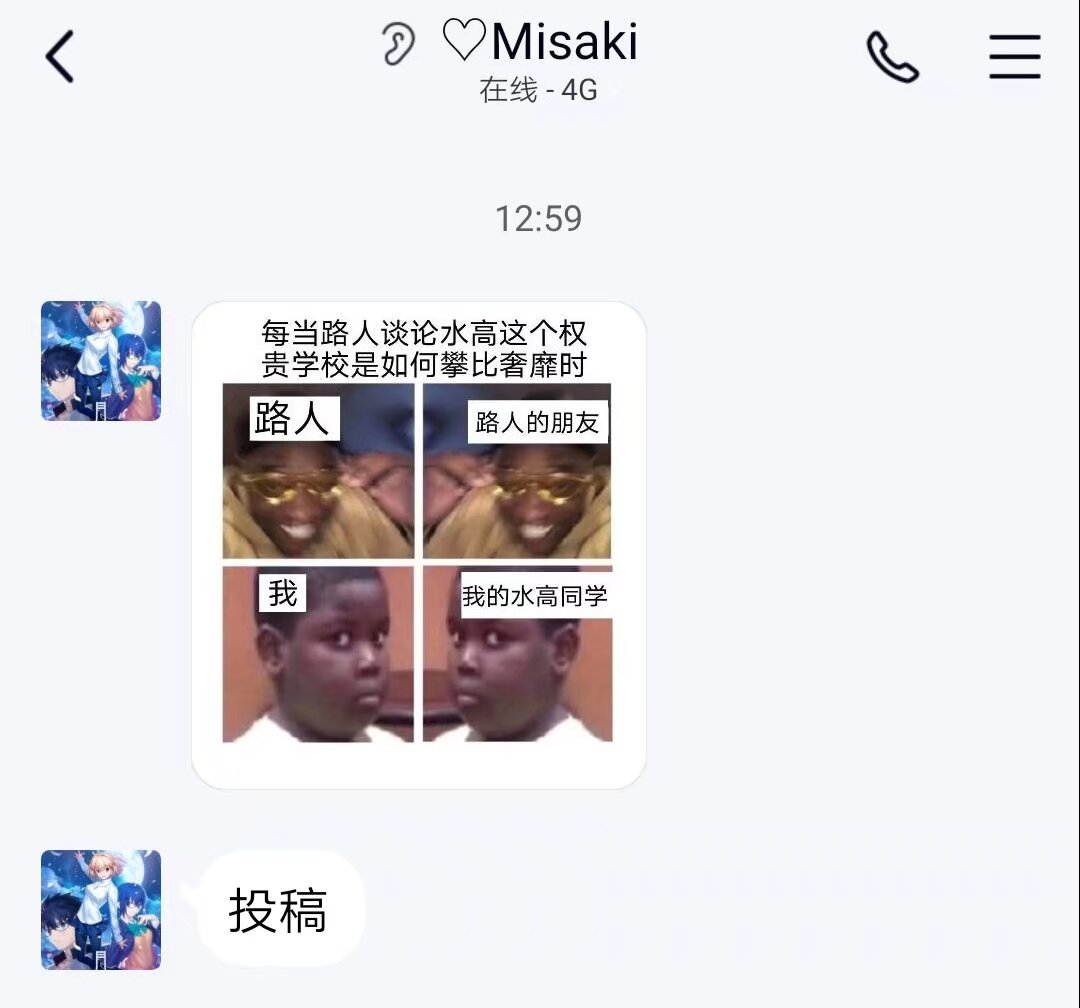 ♡Misaki
在线 - 4G
12:59
每当路人谈论水高这个权
贵学校是如何攀比奢靡时
路人
路人的朋友
我
我的水高同学
投稿